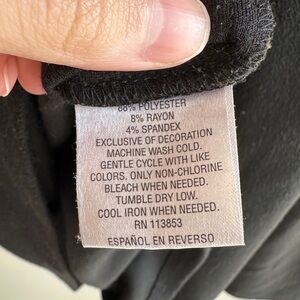 88% POLYESTER
8% RAYON
4% SPANDEX
EXCLUSIVE OF DECORATION
MACHINE WASH COLD.
GENTLE CYCLE WITH LIKE
COLORS. ONLY NON-CHLORINE
BLEACH WHEN NEEDED.
TUMBLE DRY LOW.
COOL IRON WHEN NEEDED.
RN 113853
ESPAÑOL EN REVERSO